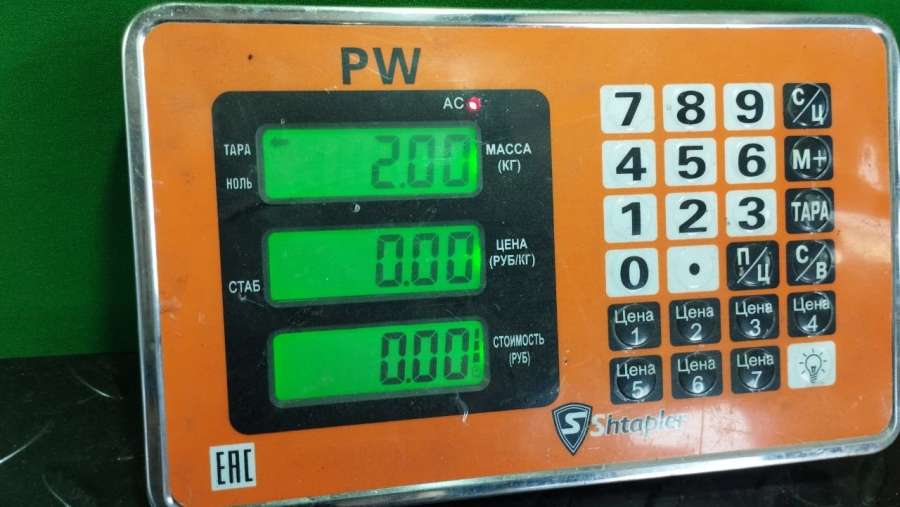 PW
AC
ТАРА
НОЛЬ
2.00
МАССА
(КГ)
СТАБ
0.00
ЦЕНА
(РУБ/КГ)
0.00
СТОИМОСТЬ
(РУБ)
7 8 9 С/Ц
4 5 6 М+
1 2 3 ТАРА
0 . П/Ц С/В
Цена 1 Цена 2 Цена 3 Цена 4
Цена 5 Цена 6 Цена 7
S Shtapler
EAC